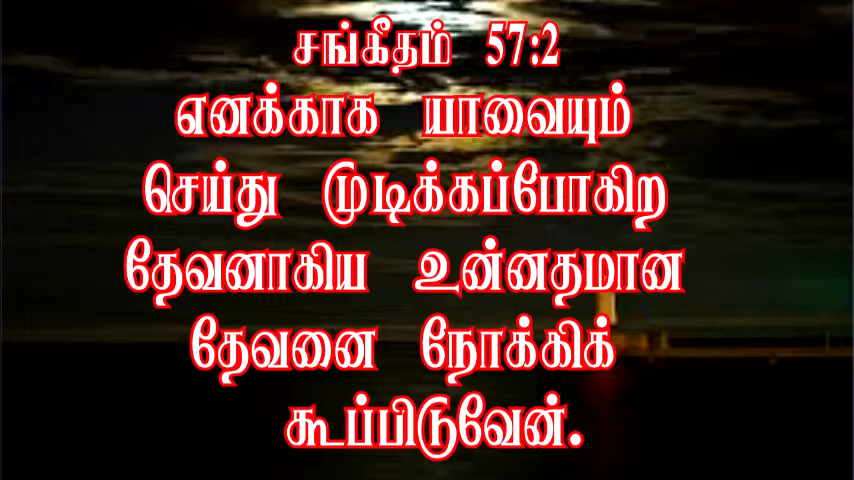 சங்கீதம் 57:2
எனக்காக யாவையும்
செய்து முடிக்கப்போகிற
தேவனாகிய உன்னதமான
தேவனை நோக்கிக்
கூப்பிடுவேன்.